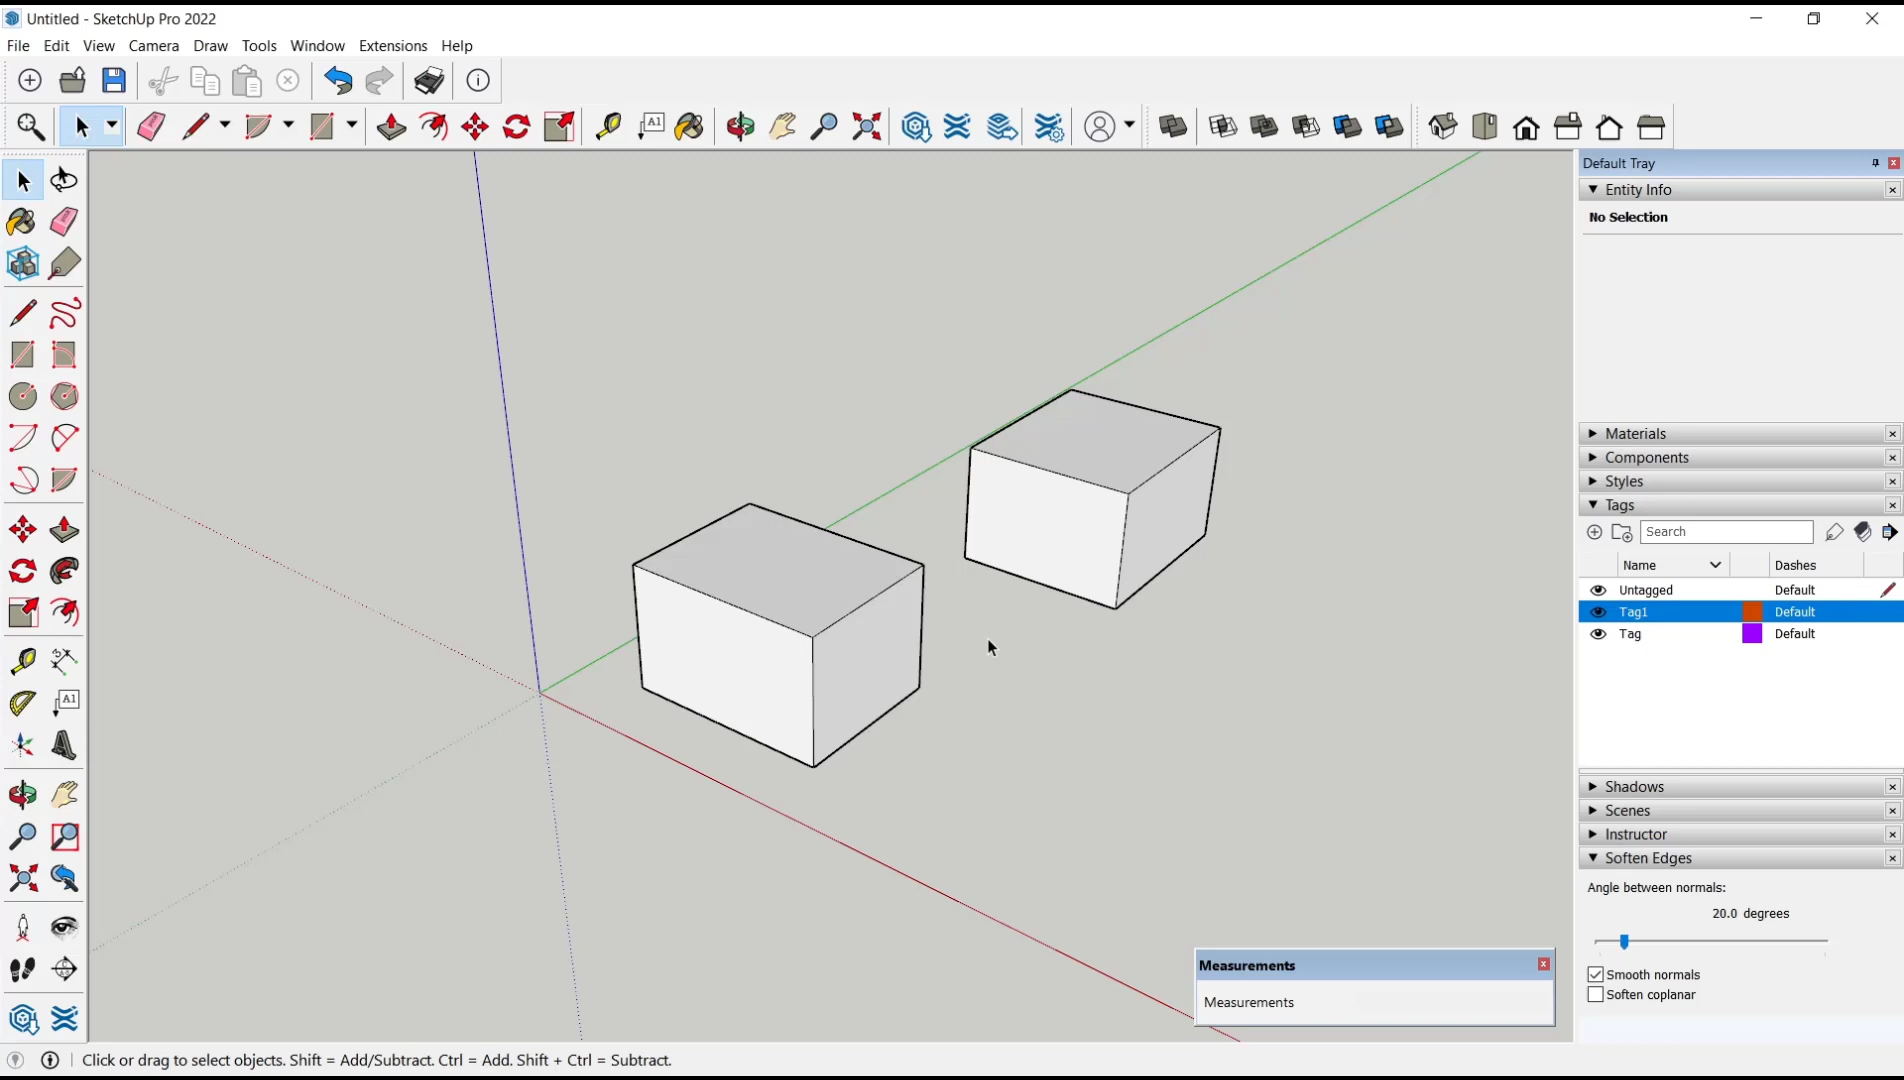 Untitled - SketchUp Pro 2022
File Edit View Camera Draw Tools Window Extensions Help
A1
Default Tray
Entity Info
No Selection
Materials
Components
Styles
Tags
Search
Name Dashes
Untagged Default
Tag1 Default
Tag Default
A1
Shadows
Scenes
Instructor
Soften Edges
Angle between normals:
20.0 degrees
Smooth normals
Soften coplanar
Measurements
Measurements
Click or drag to select objects. Shift = Add/Subtract. Ctrl = Add. Shift + Ctrl = Subtract.